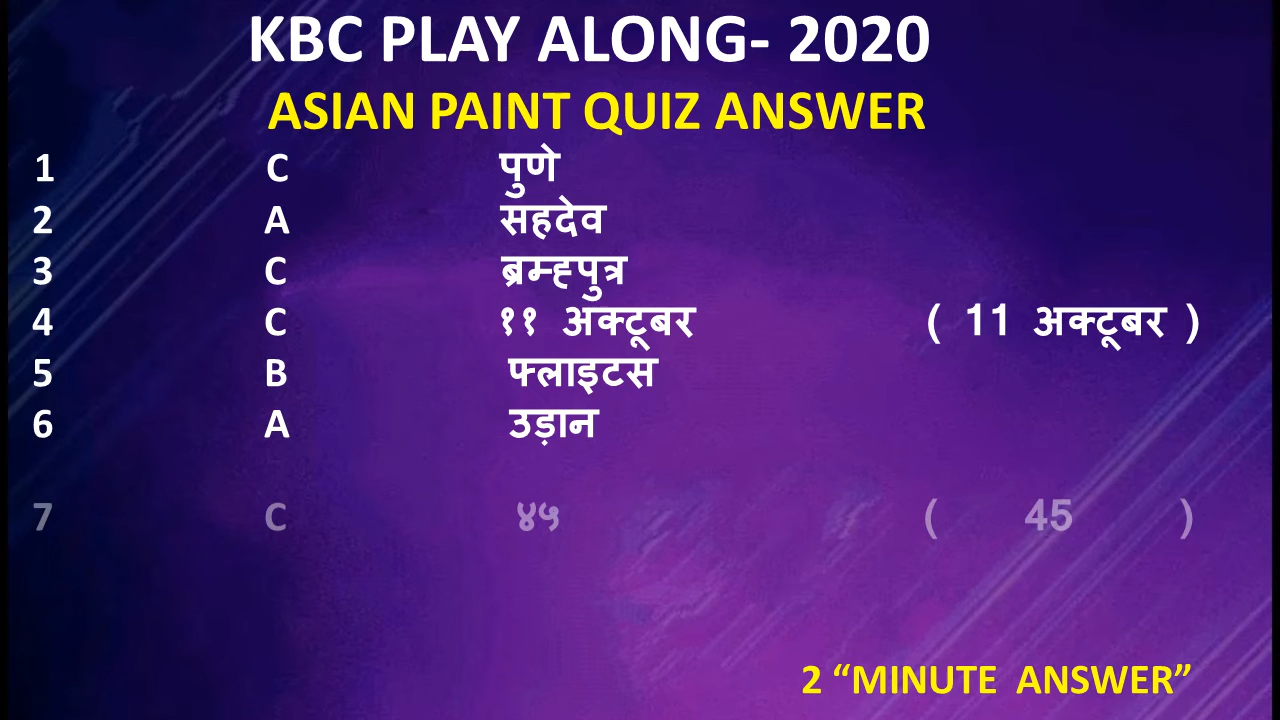 KBC PLAY ALONG- 2020
ASIAN PAINT QUIZ ANSWER
1 C पुणे
2 A सहदेव
3 C ब्रम्ह्पुत्र
4 C ११ अक्टूबर ( 11 अक्टूबर )
5 B फ्लाइटस
6 A उड़ान
7 C ४५ ( 45 )
2 “MINUTE ANSWER”